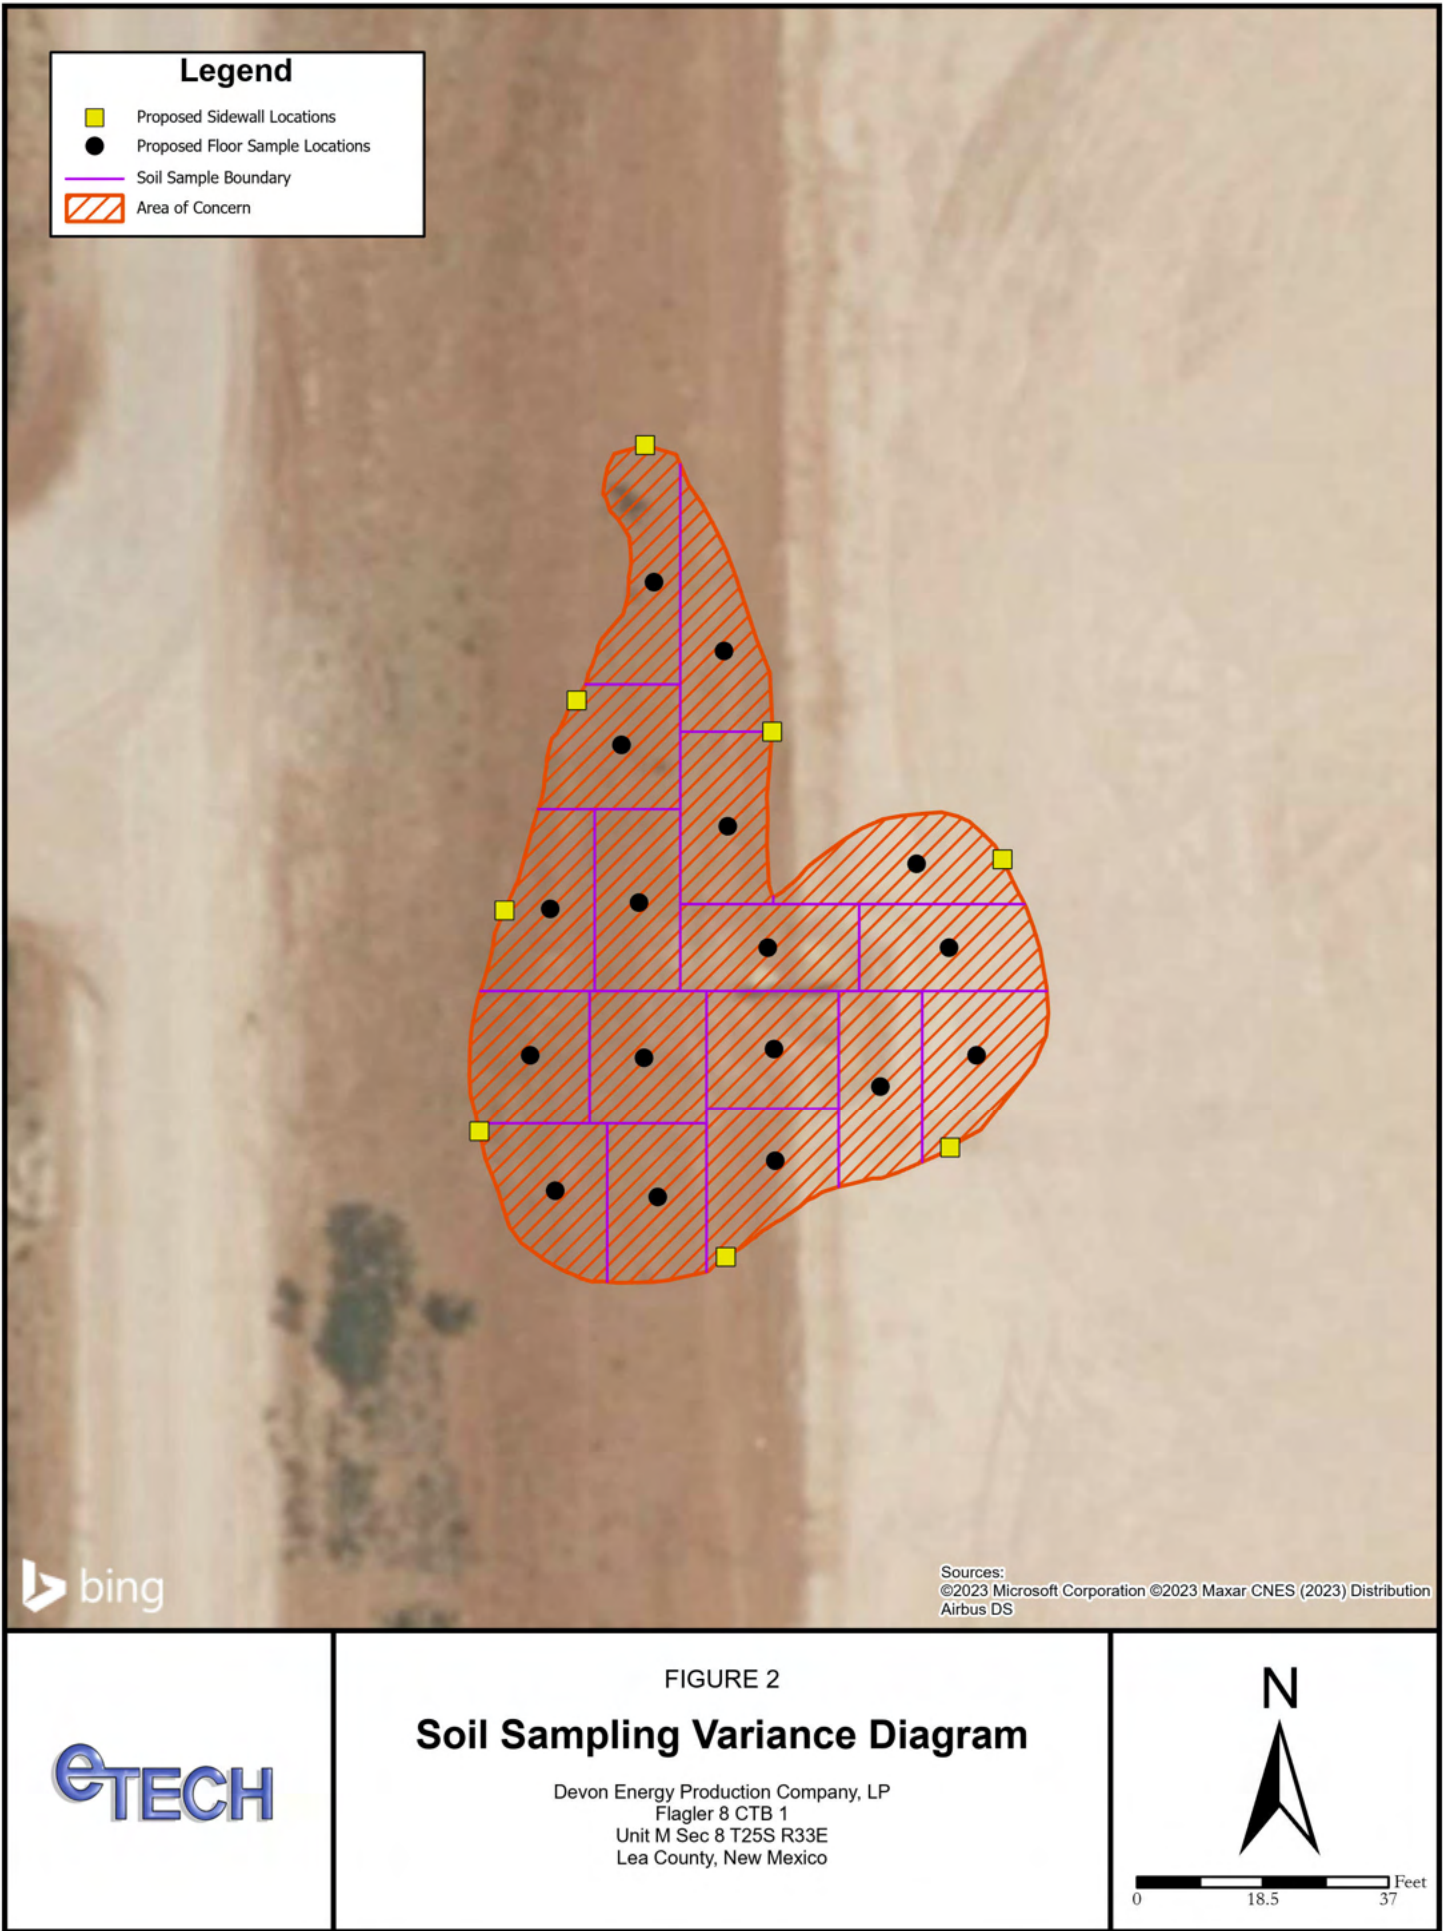 Legend
Proposed Sidewall Locations
Proposed Floor Sample Locations
Soil Sample Boundary
Area of Concern
bing
Sources:
©2023 Microsoft Corporation ©2023 Maxar CNES (2023) Distribution
Airbus DS
eTECH
FIGURE 2
Soil Sampling Variance Diagram
Devon Energy Production Company, LP
Flagler 8 CTB 1
Unit M Sec 8 T25S R33E
Lea County, New Mexico
N
Feet
0 18.5 37